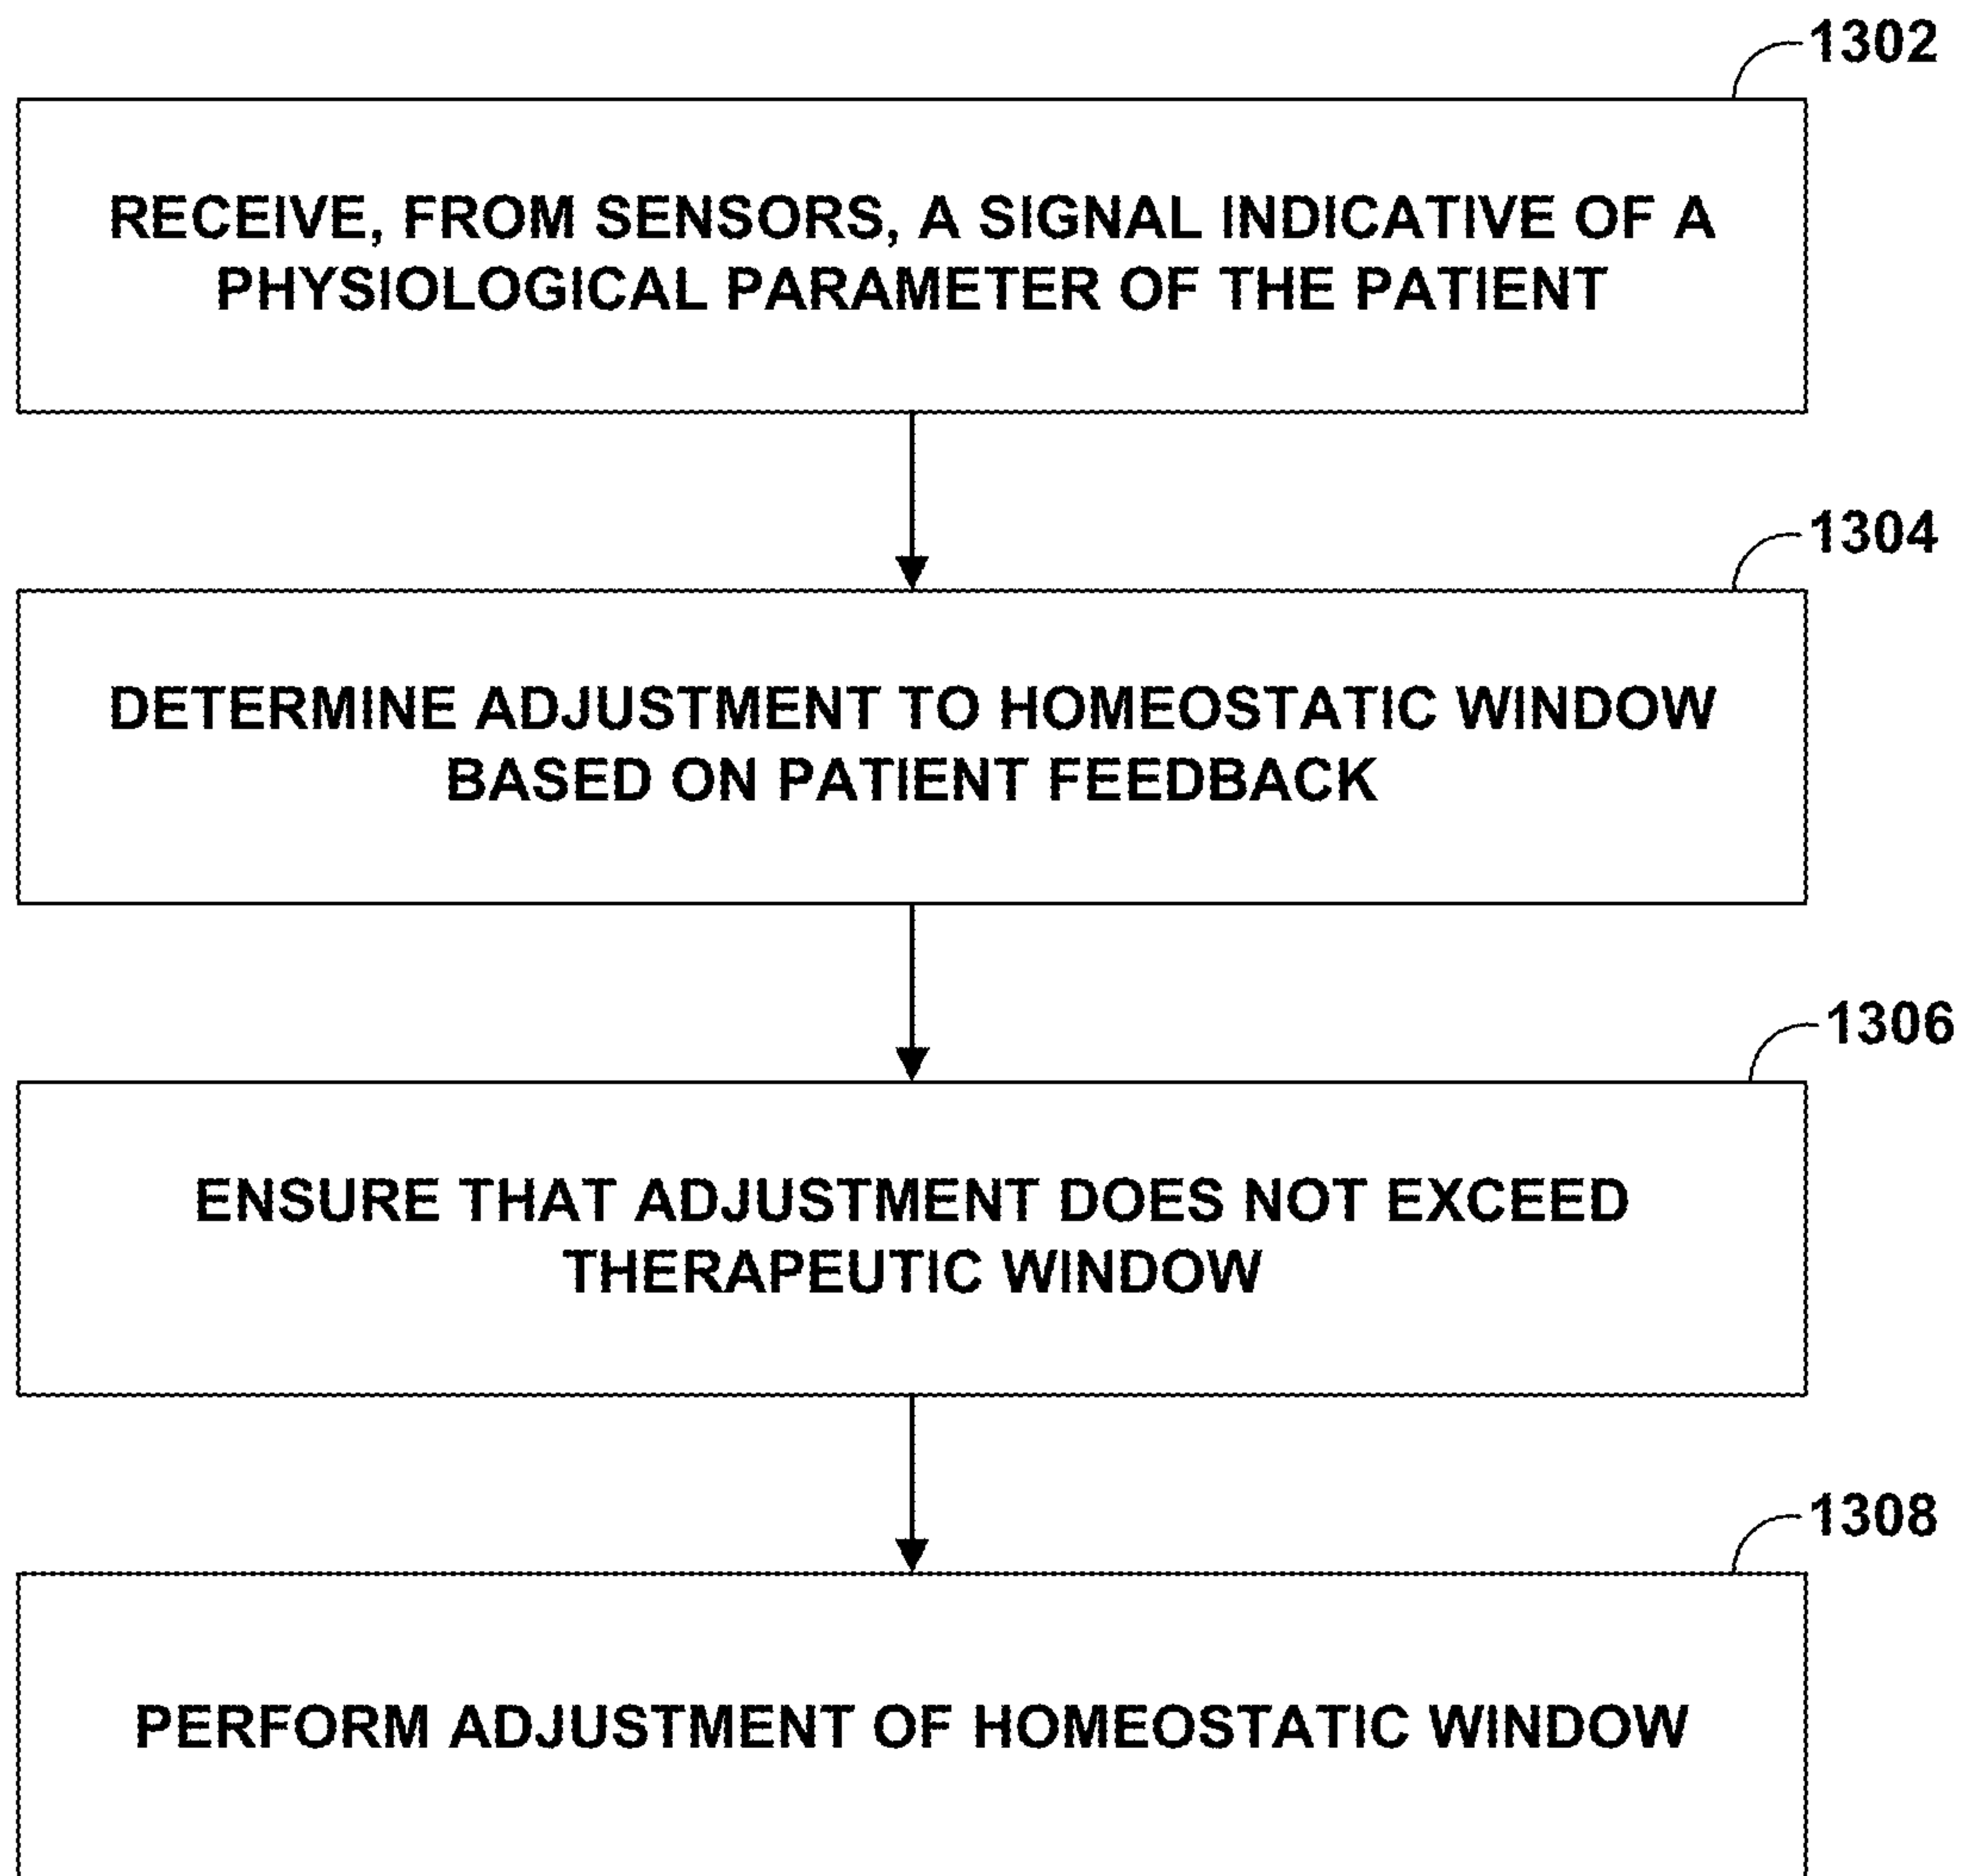 1302
RECEIVE, FROM SENSORS, A SIGNAL INDICATIVE OF A
PHYSIOLOGICAL PARAMETER OF THE PATIENT
1304
DETERMINE ADJUSTMENT TO HOMEOSTATIC WINDOW
BASED ON PATIENT FEEDBACK
1306
ENSURE THAT ADJUSTMENT DOES NOT EXCEED
THERAPEUTIC WINDOW
1308
PERFORM ADJUSTMENT OF HOMEOSTATIC WINDOW